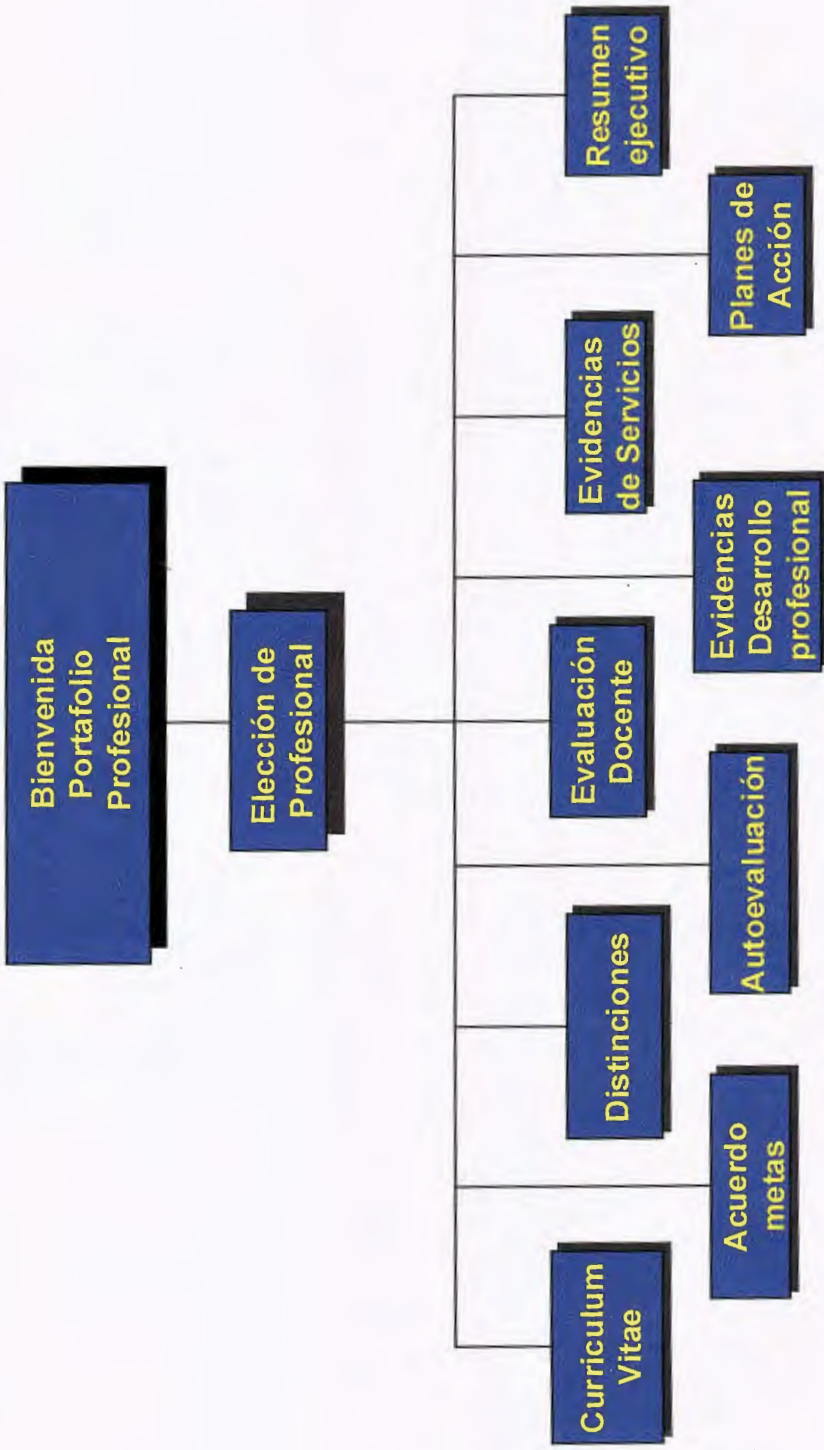 Bienvenida
Portafolio
Profesional
Elección de
Profesional
Curriculum
Vitae
Acuerdo
metas
Distinciones
Autoevaluación
Evaluación
Docente
Evidencias
Desarrollo
profesional
Evidencias
de Servicios
Planes de
Acción
Resumen
ejecutivo